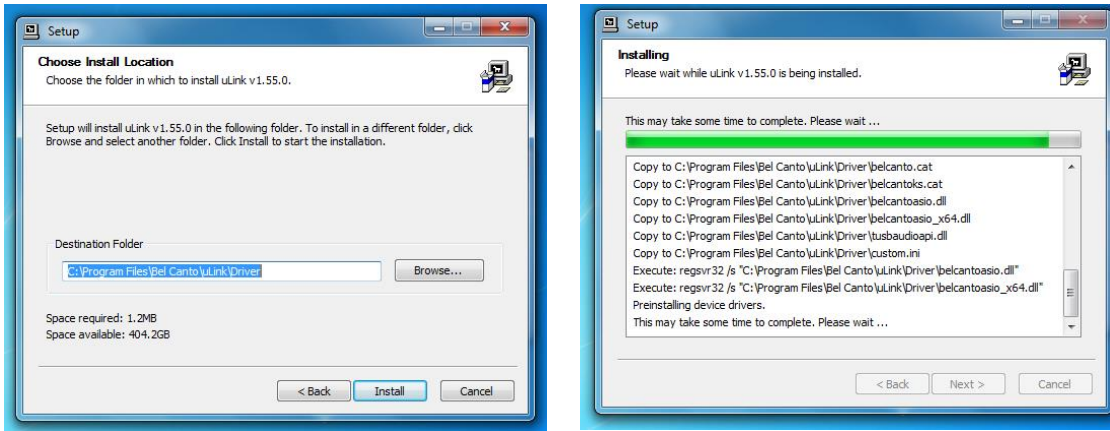 Setup
Choose Install Location
Choose the folder in which to install uLink v1.55.0.
Setup will install uLink v1.55.0 in the following folder. To install in a different folder, click
Browse and select another folder. Click Install to start the installation.
Destination Folder
C:\Program Files\Bel Canto\uLink\Driver
Browse...
Space required: 1.2MB
Space available: 404.2GB
< Back
Install
Cancel
Setup
Installing
Please wait while uLink v1.55.0 is being installed.
This may take some time to complete. Please wait ...
Copy to C:\Program Files\Bel Canto\uLink\Driver\belcanto.cat
Copy to C:\Program Files\Bel Canto\uLink\Driver\belcantoks.cat
Copy to C:\Program Files\Bel Canto\uLink\Driver\belcantoasio.dll
Copy to C:\Program Files\Bel Canto\uLink\Driver\belcantoasio_x64.dll
Copy to C:\Program Files\Bel Canto\uLink\Driver\tusbaudioapi.dll
Copy to C:\Program Files\Bel Canto\uLink\Driver\custom.ini
Execute: regsvr32 /s "C:\Program Files\Bel Canto\uLink\Driver\belcantoasio.dll"
Execute: regsvr32 /s "C:\Program Files\Bel Canto\uLink\Driver\belcantoasio_x64.dll"
Preinstalling device drivers.
This may take some time to complete. Please wait ...
< Back
Next >
Cancel